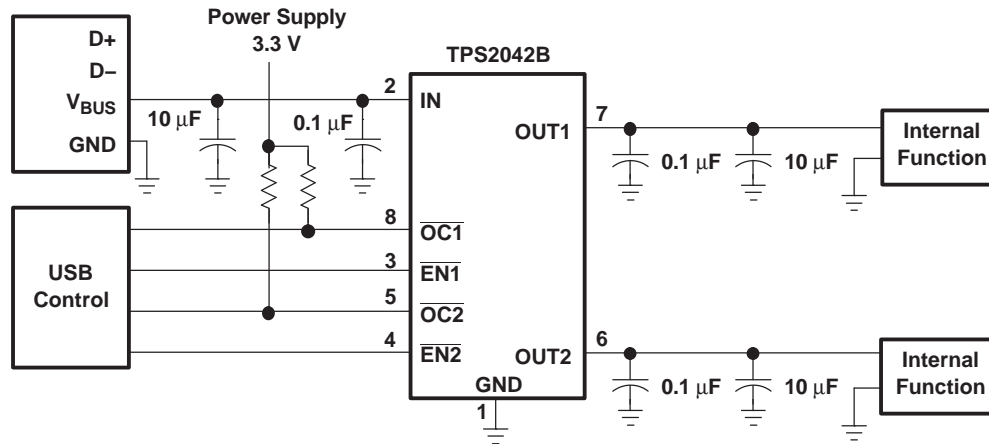 Power Supply
3.3 V
TPS2042B
D+
D–
VBUS
GND
10 µF
0.1 µF
2
IN
7
OUT1
0.1 µF
10 µF
Internal
Function
USB
Control
8
OC1
3
EN1
5
OC2
4
EN2
6
OUT2
0.1 µF
10 µF
Internal
Function
GND
1